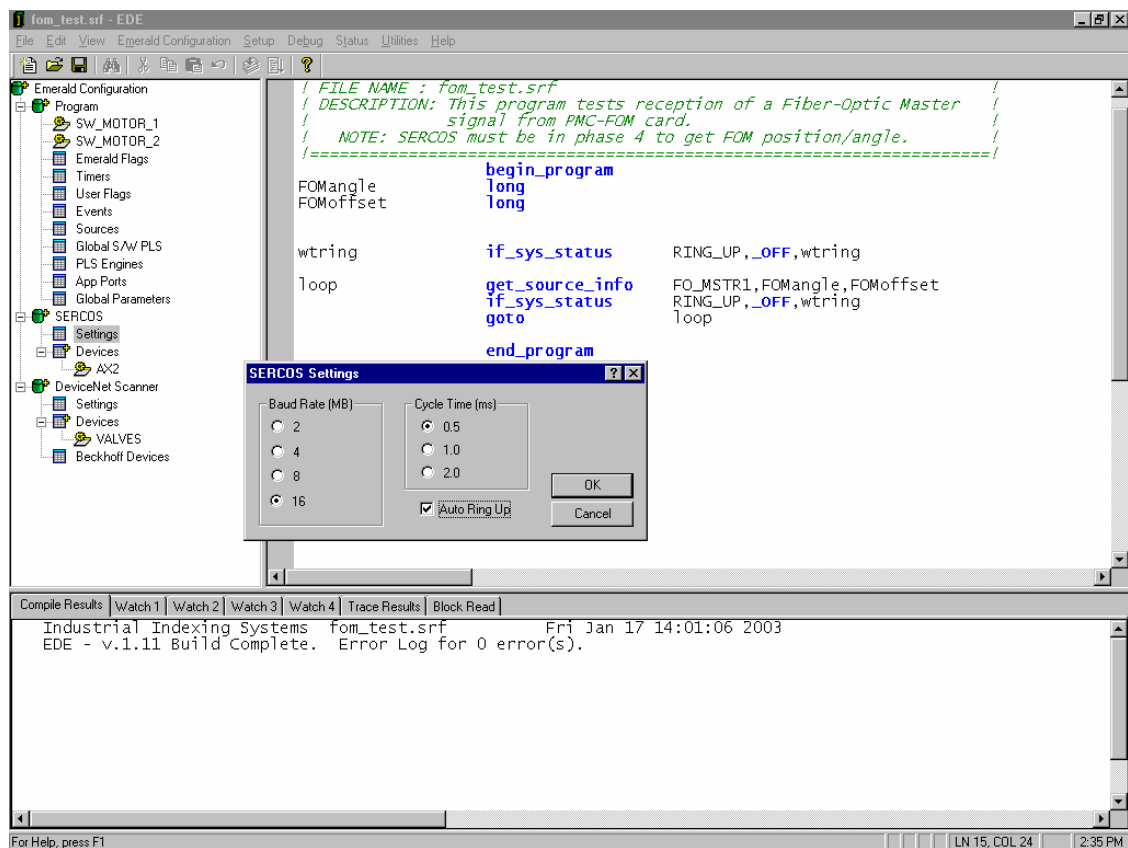 fom_test.srf - EDE
File Edit View Emerald Configuration Setup Debug Status Utilities Help
Emerald Configuration
Program
SW_MOTOR_1
SW_MOTOR_2
Emerald Flags
Timers
User Flags
Events
Sources
Global S/W PLS
PLS Engines
App Ports
Global Parameters
SERCOS
Settings
Devices
AX2
DeviceNet Scanner
Settings
Devices
VALVES
Beckhoff Devices
! FILE NAME : fom_test.srf !
! DESCRIPTION: This program tests reception of a Fiber-Optic Master !
! signal from PMC-FOM card. !
! NOTE: SERCOS must be in phase 4 to get FOM position/angle. !
!====================================================================!
begin_program
FOMangle long
FOMoffset long
wtring if_sys_status RING_UP,_OFF,wtring
loop get_source_info FO_MSTR1,FOMangle,FOMoffset
if_sys_status RING_UP,_OFF,wtring
goto loop
end_program
SERCOS Settings
Baud Rate (MB)
2
4
8
16
Cycle Time (ms)
0.5
1.0
2.0
Auto Ring Up
OK
Cancel
Compile Results Watch 1 Watch 2 Watch 3 Watch 4 Trace Results Block Read
Industrial Indexing Systems fom_test.srf Fri Jan 17 14:01:06 2003
EDE - v.1.11 Build Complete. Error Log for 0 error(s).
For Help, press F1 LN 15, COL 24 2:35 PM